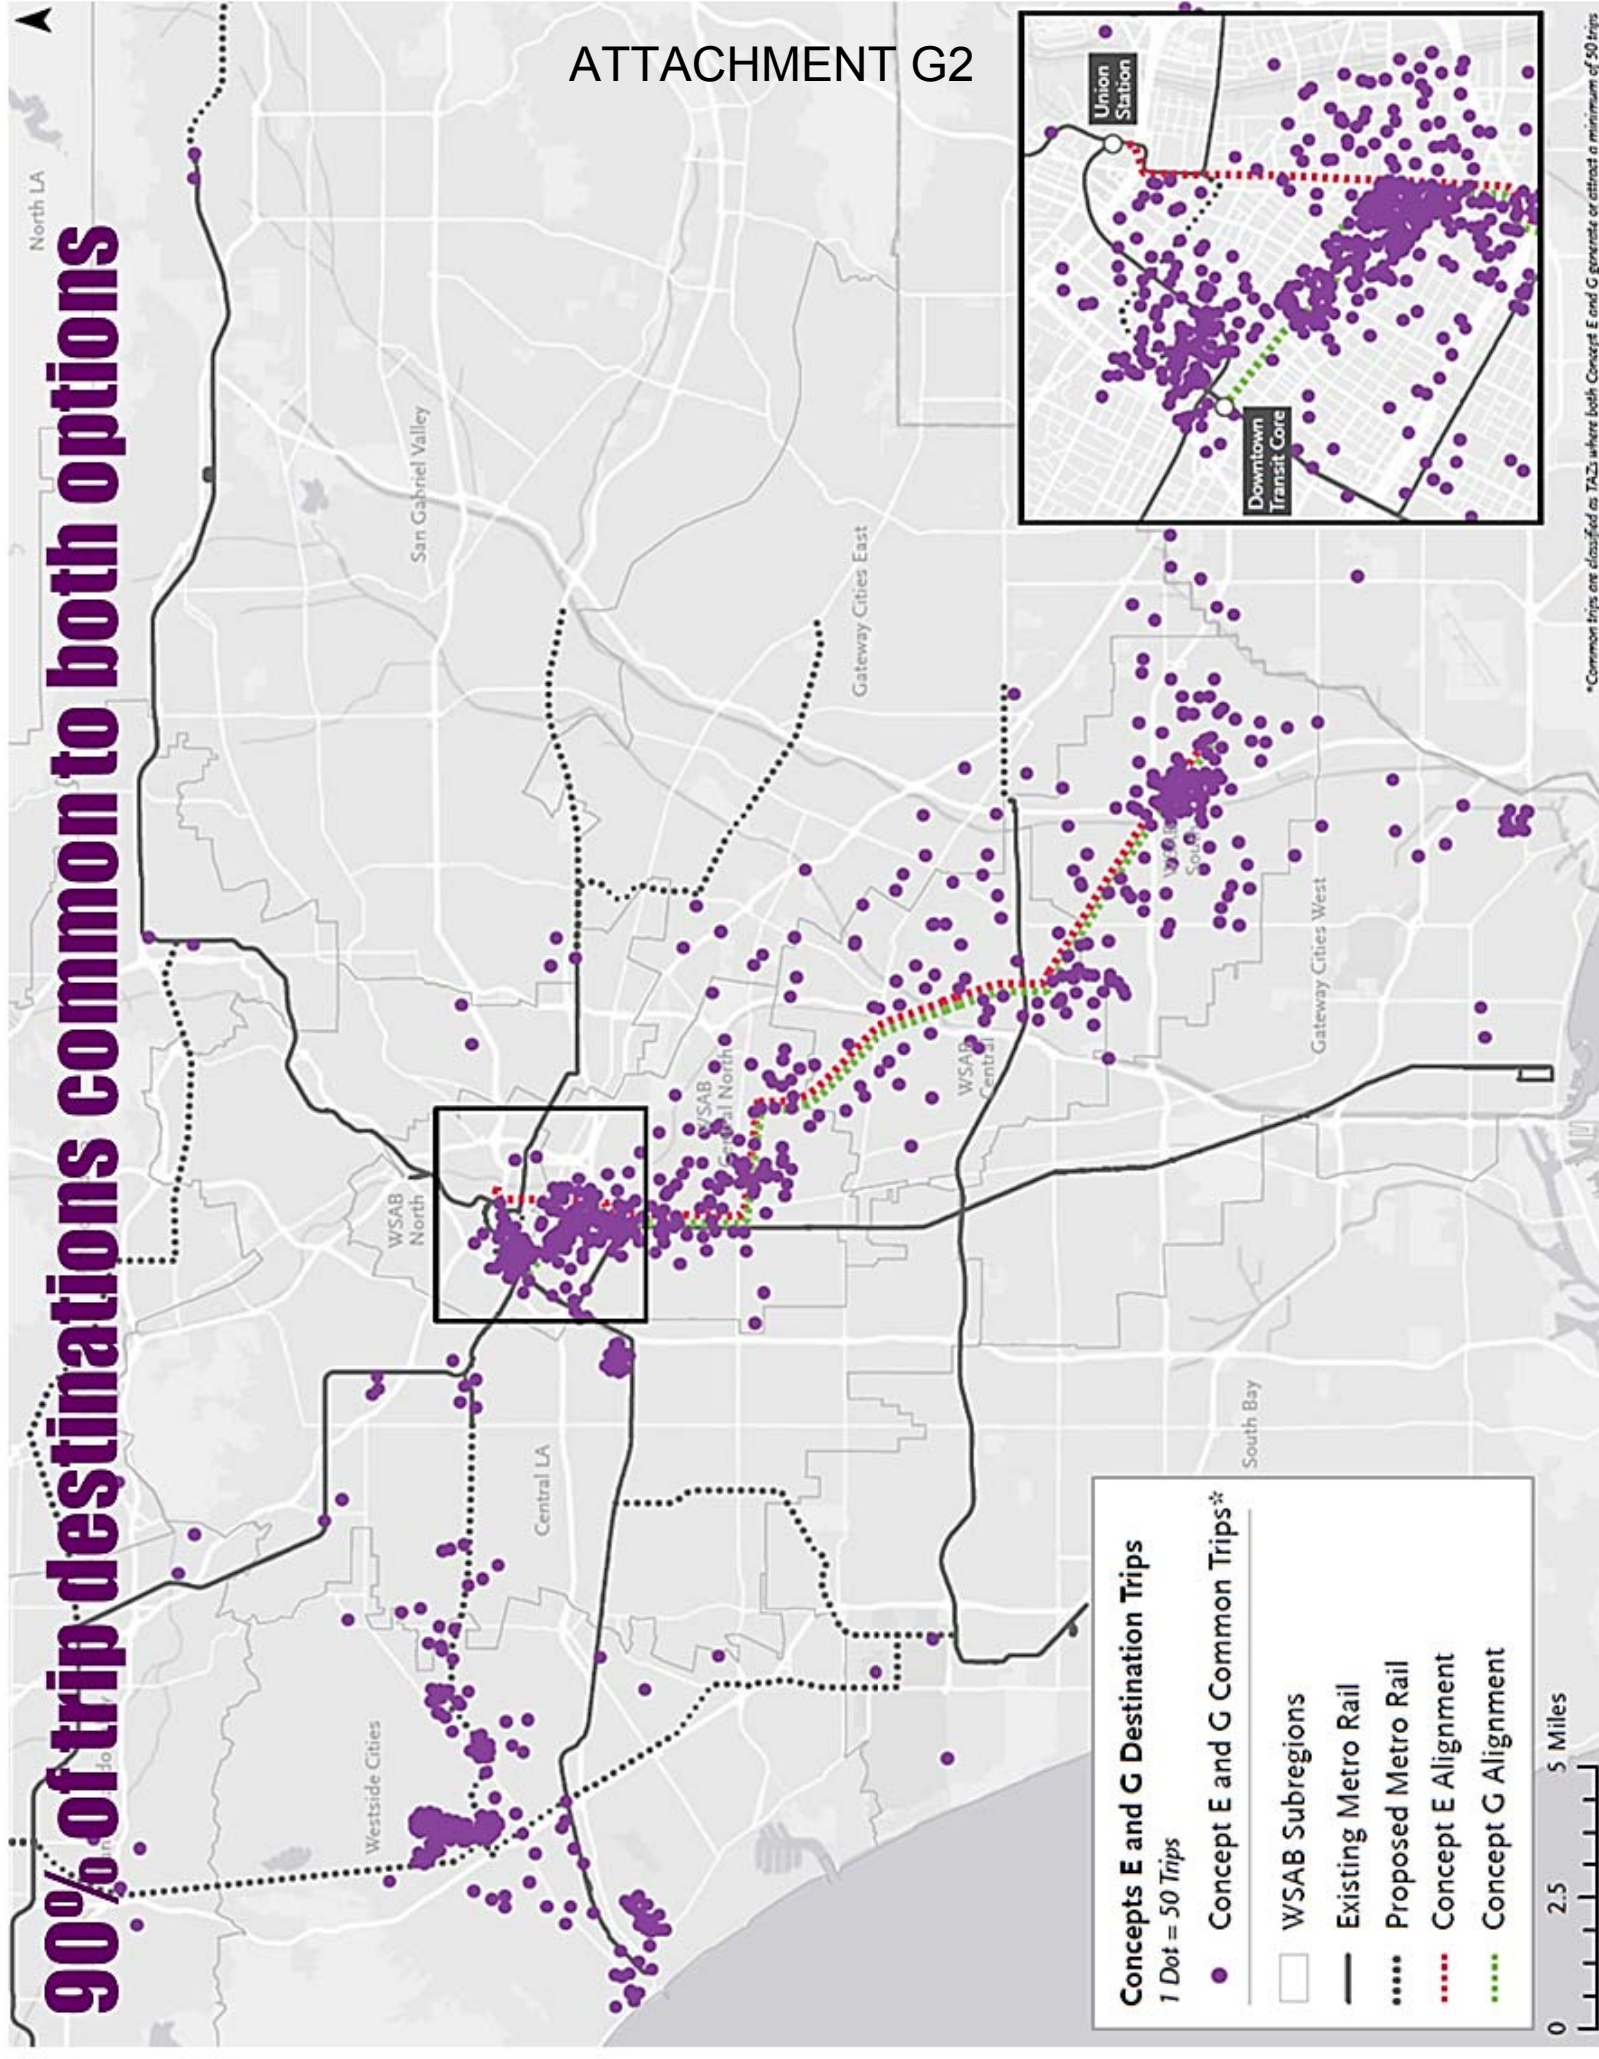 ATTACHMENT G2
90% of trip destinations common to both options
North LA
San Gabriel Valley
Gateway Cities East
WSAB
North
WSAB
Central North
WSAB
Central
WSAB
South
Gateway Cities West
Central LA
Westside Cities
South Bay
Union
Station
Downtown
Transit Core
Concepts E and G Destination Trips
1 Dot = 50 Trips
Concept E and G Common Trips*
WSAB Subregions
Existing Metro Rail
Proposed Metro Rail
Concept E Alignment
Concept G Alignment
0 2.5 5 Miles
*Common trips are classified as TAZs where both Concept E and G generate or attract a minimum of 50 trips